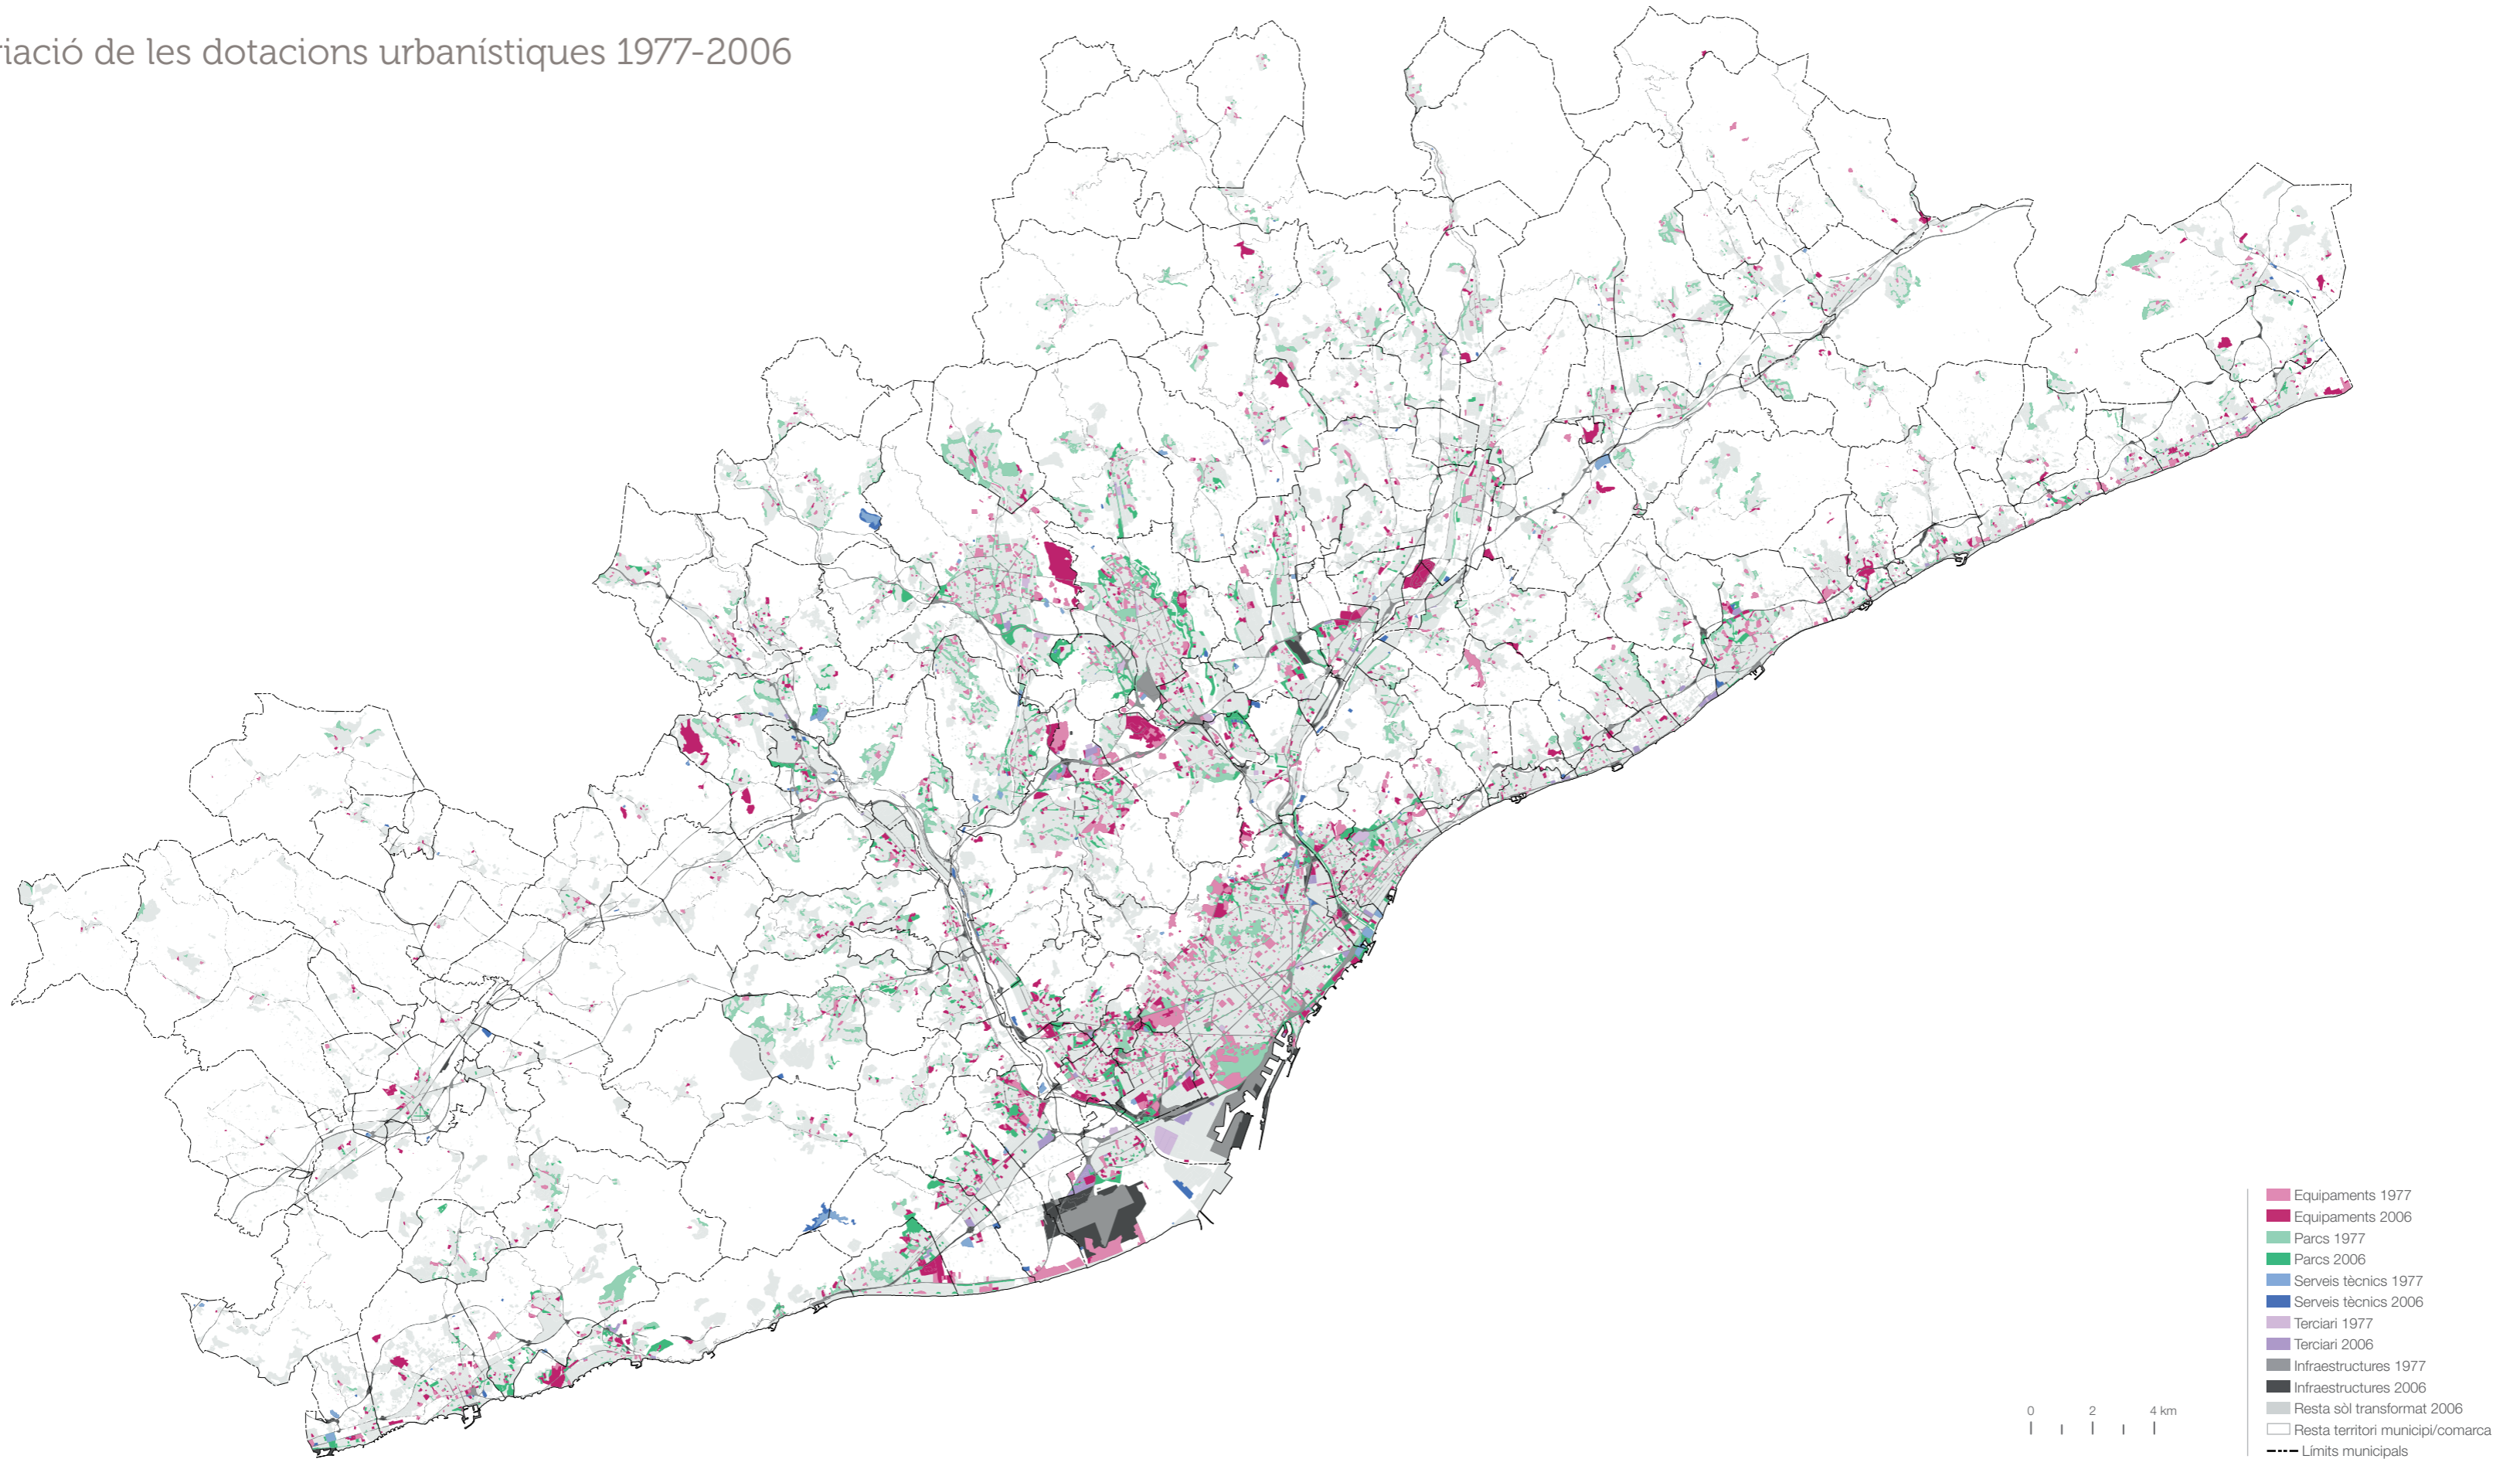 riació de les dotacions urbanístiques 1977-2006
Equipaments 1977
Equipaments 2006
Parcs 1977
Parcs 2006
Serveis tècnics 1977
Serveis tècnics 2006
Terciari 1977
Terciari 2006
Infraestructures 1977
Infraestructures 2006
Resta sòl transformat 2006
Resta territori municipi/comarca
Límits municipals
0 2 4 km